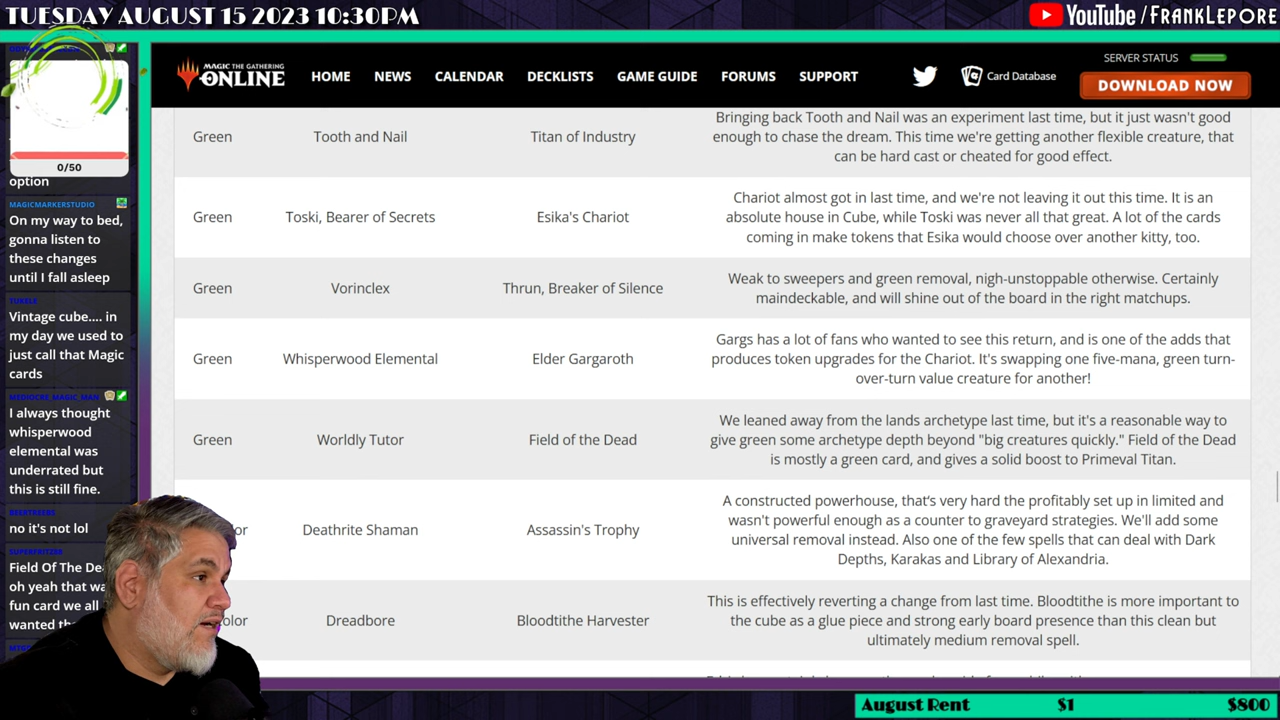 TUESDAY AUGUST 15 2023 10:30PM
YouTube /FRANKLEPORE
MAGIC THE GATHERING
ONLINE
HOME
NEWS
CALENDAR
DECKLISTS
GAME GUIDE
FORUMS
SUPPORT
Card Database
SERVER STATUS
DOWNLOAD NOW
0/50
option
MAGICMARKERSTUDIO
On my way to bed,
gonna listen to
these changes
until I fall asleep
Vintage cube.... in
my day we used to
just call that Magic
cards
MEDIOCRE_MAGIC_MAN
I always thought
whisperwood
elemental was
underrated but
this is still fine.
no it's not lol
Field Of The De
oh yeah that wa
fun card we all
wanted th
Green
Tooth and Nail
Titan of Industry
Bringing back Tooth and Nail was an experiment last time, but it just wasn't good
enough to chase the dream. This time we're getting another flexible creature, that
can be hard cast or cheated for good effect.
Green
Toski, Bearer of Secrets
Esika's Chariot
Chariot almost got in last time, and we're not leaving it out this time. It is an
absolute house in Cube, while Toski was never all that great. A lot of the cards
coming in make tokens that Esika would choose over another kitty, too.
Green
Vorinclex
Thrun, Breaker of Silence
Weak to sweepers and green removal, nigh-unstoppable otherwise. Certainly
maindeckable, and will shine out of the board in the right matchups.
Green
Whisperwood Elemental
Elder Gargaroth
Gargs has a lot of fans who wanted to see this return, and is one of the adds that
produces token upgrades for the Chariot. It's swapping one five-mana, green turn-
over-turn value creature for another!
Green
Worldly Tutor
Field of the Dead
We leaned away from the lands archetype last time, but it's a reasonable way to
give green some archetype depth beyond "big creatures quickly." Field of the Dead
is mostly a green card, and gives a solid boost to Primeval Titan.
or
Deathrite Shaman
Assassin's Trophy
A constructed powerhouse, that's very hard the profitably set up in limited and
wasn't powerful enough as a counter to graveyard strategies. We'll add some
universal removal instead. Also one of the few spells that can deal with Dark
Depths, Karakas and Library of Alexandria.
olor
Dreadbore
Bloodtithe Harvester
This is effectively reverting a change from last time. Bloodtithe is more important to
the cube as a glue piece and strong early board presence than this clean but
ultimately medium removal spell.
August Rent
$1
$800